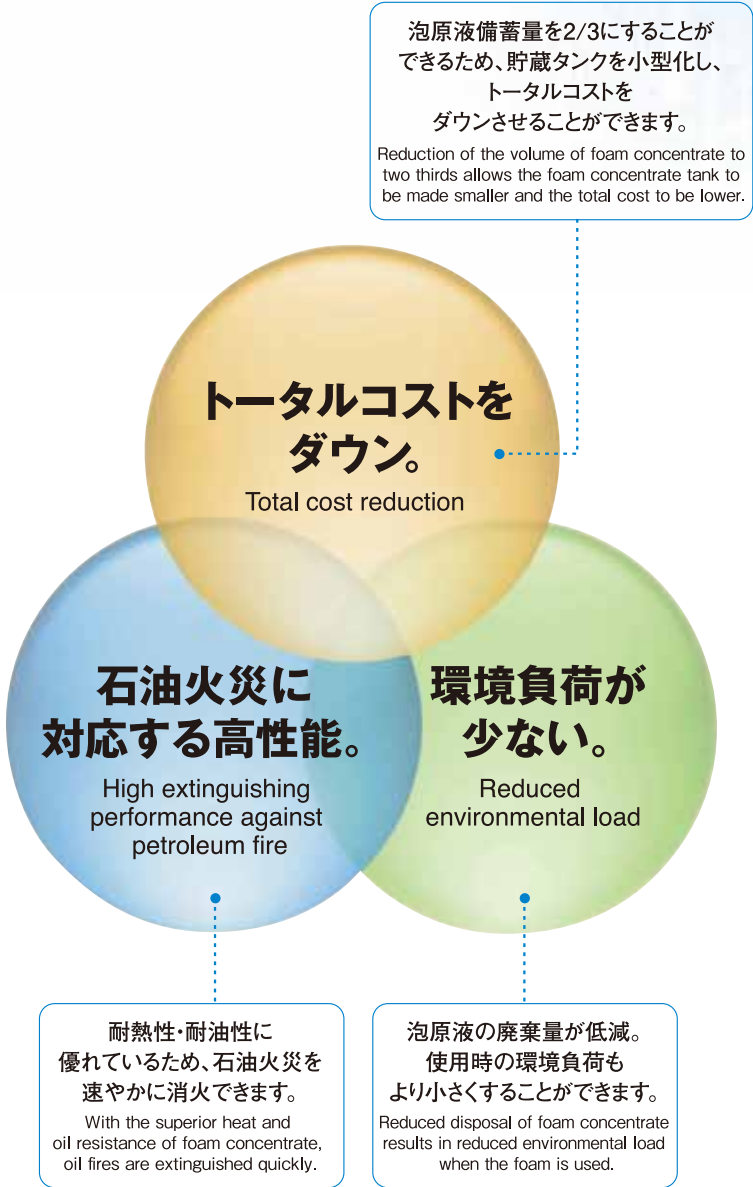 泡原液備蓄量を2/3にすることが
できるため、貯蔵タンクを小型化し、
トータルコストを
ダウンさせることができます。
Reduction of the volume of foam concentrate to
two thirds allows the foam concentrate tank to
be made smaller and the total cost to be lower.
トータルコストを
ダウン。
Total cost reduction
石油火災に
対応する高性能。
High extinguishing
performance against
petroleum fire
環境負荷が
少ない。
Reduced
environmental load
耐熱性・耐油性に
優れているため、石油火災を
速やかに消火できます。
With the superior heat and
oil resistance of foam concentrate,
oil fires are extinguished quickly.
泡原液の廃棄量が低減。
使用時の環境負荷も
より小さくすることができます。
Reduced disposal of foam concentrate
results in reduced environmental load
when the foam is used.